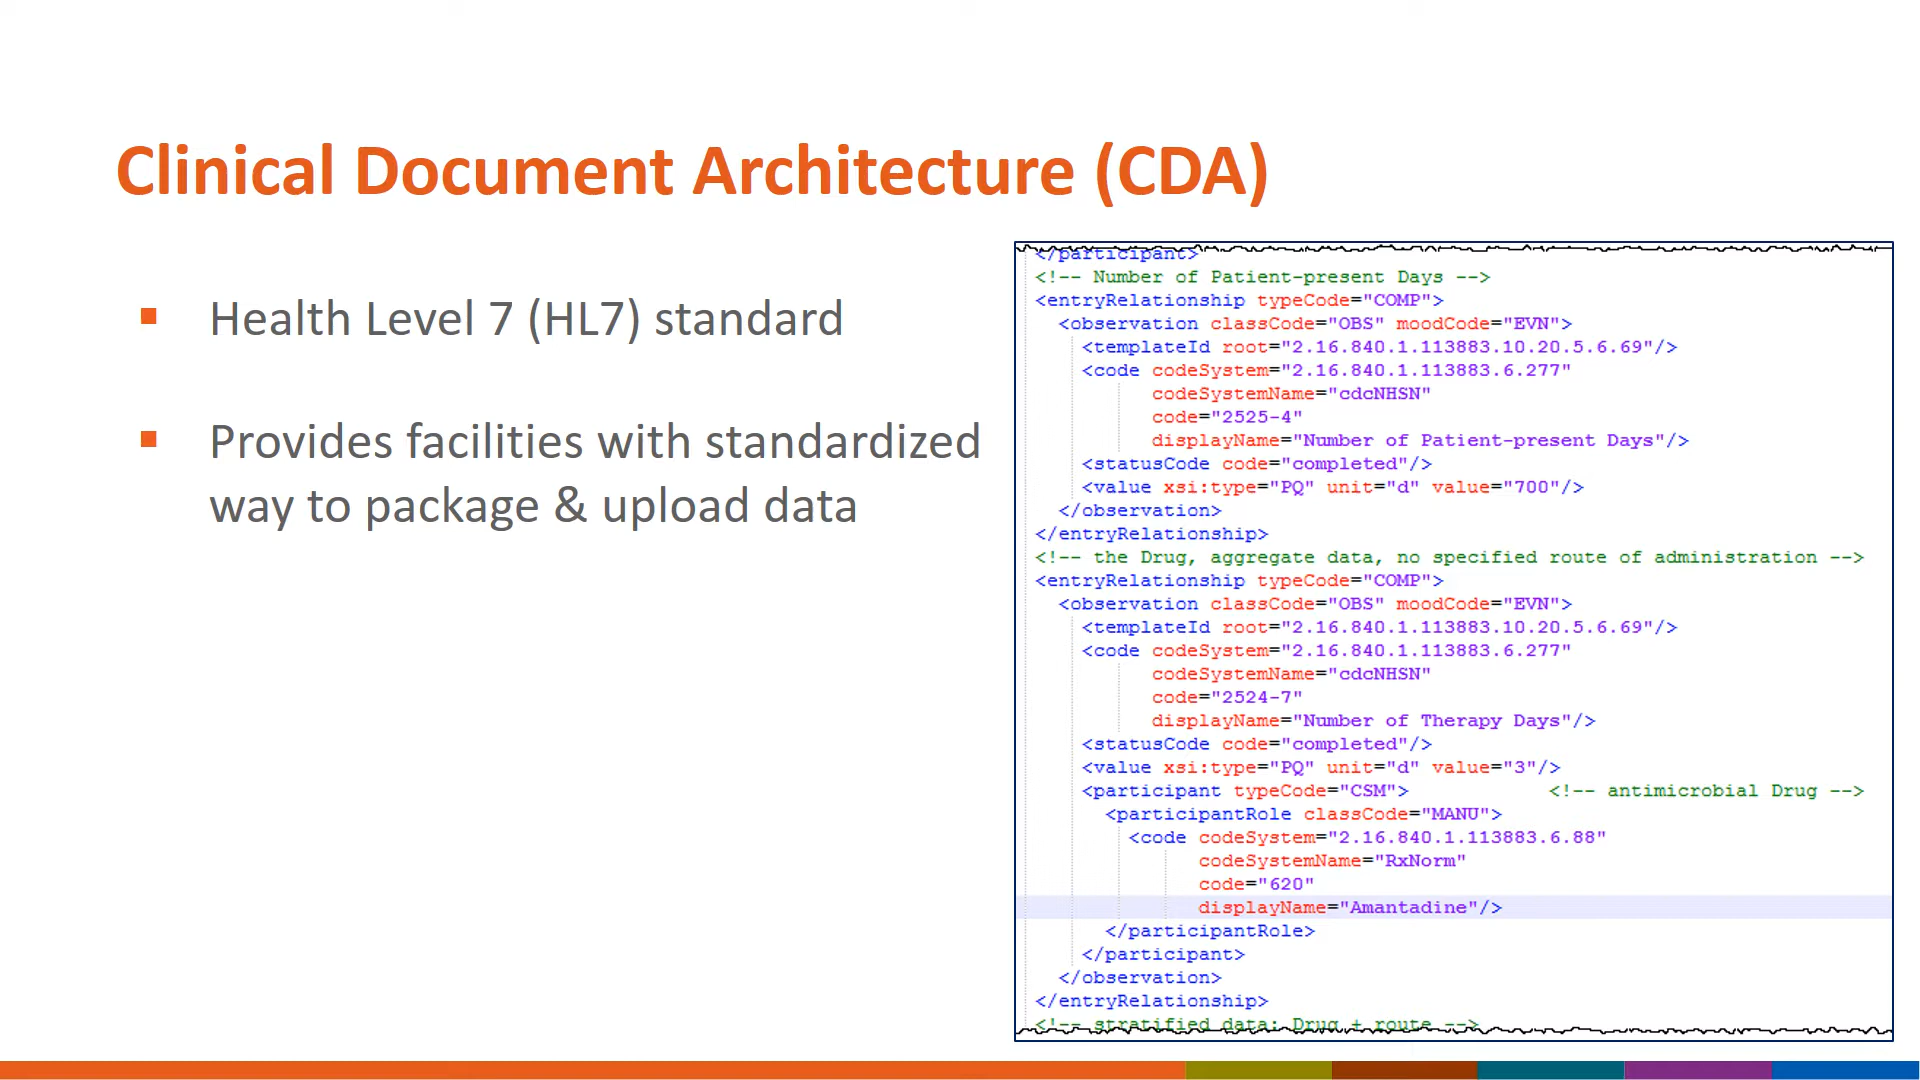 Clinical Document Architecture (CDA)
▪ Health Level 7 (HL7) standard
▪ Provides facilities with standardized
way to package & upload data
</participant>
<!-- Number of Patient-present Days -->
<entryRelationship typeCode="COMP">
<observation classCode="OBS" moodCode="EVN">
<templateId root="2.16.840.1.113883.10.20.5.6.69"/>
<code codeSystem="2.16.840.1.113883.6.277"
codeSystemName="cdcNHSN"
code="2525-4"
displayName="Number of Patient-present Days"/>
<statusCode code="completed"/>
<value xsi:type="PQ" unit="d" value="700"/>
</observation>
</entryRelationship>
<!-- the Drug, aggregate data, no specified route of administration -->
<entryRelationship typeCode="COMP">
<observation classCode="OBS" moodCode="EVN">
<templateId root="2.16.840.1.113883.10.20.5.6.69"/>
<code codeSystem="2.16.840.1.113883.6.277"
codeSystemName="cdcNHSN"
code="2524-7"
displayName="Number of Therapy Days"/>
<statusCode code="completed"/>
<value xsi:type="PQ" unit="d" value="3"/>
<participant typeCode="CSM"> <!-- antimicrobial Drug -->
<participantRole classCode="MANU">
<code codeSystem="2.16.840.1.113883.6.88"
codeSystemName="RxNorm"
code="620"
displayName="Amantadine"/>
</participantRole>
</participant>
</observation>
</entryRelationship>
<!-- stratified data: Drug + route -->